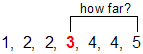 how far?
1, 2, 2, 3, 4, 4, 5